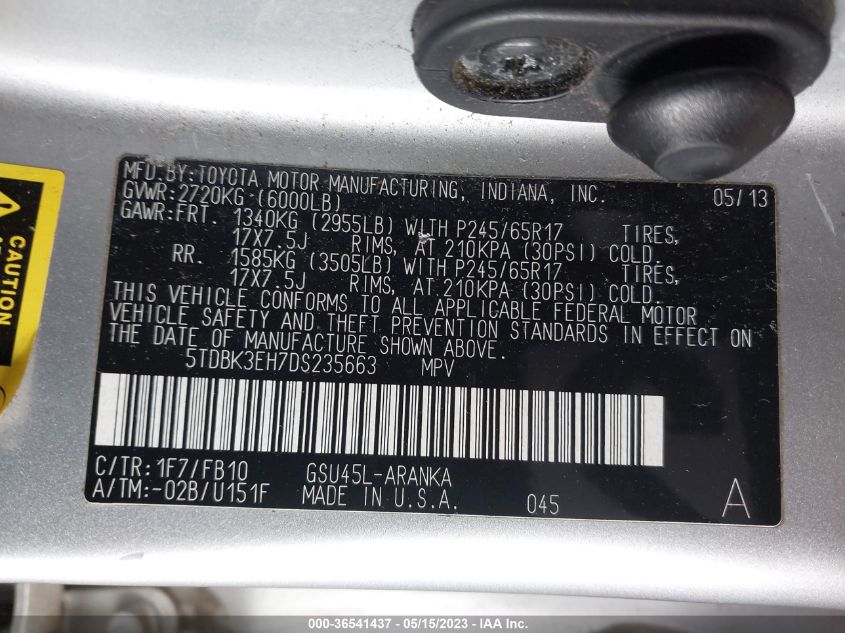 MFD.BY:TOYOTA MOTOR MANUFACTURING, INDIANA, INC. 05/13
GVWR:2720KG (6000LB)
GAWR:FRT. 1340KG (2955LB) WITH P245/65R17 TIRES,
17X7.5J RIMS, AT 210KPA (30PSI) COLD.
RR. 1585KG (3505LB) WITH P245/65R17 TIRES,
17X7.5J RIMS, AT 210KPA (30PSI) COLD.
THIS VEHICLE CONFORMS TO ALL APPLICABLE FEDERAL MOTOR
VEHICLE SAFETY AND THEFT PREVENTION STANDARDS IN EFFECT ON
THE DATE OF MANUFACTURE SHOWN ABOVE.
5TDBK3EH7DS235663 MPV
C/TR:1F7/FB10 GSU45L-ARANKA
A/TM:-02B/U151F MADE IN U.S.A. 045 A
CAUTION
000-36541437 - 05/15/2023 - IAA Inc.